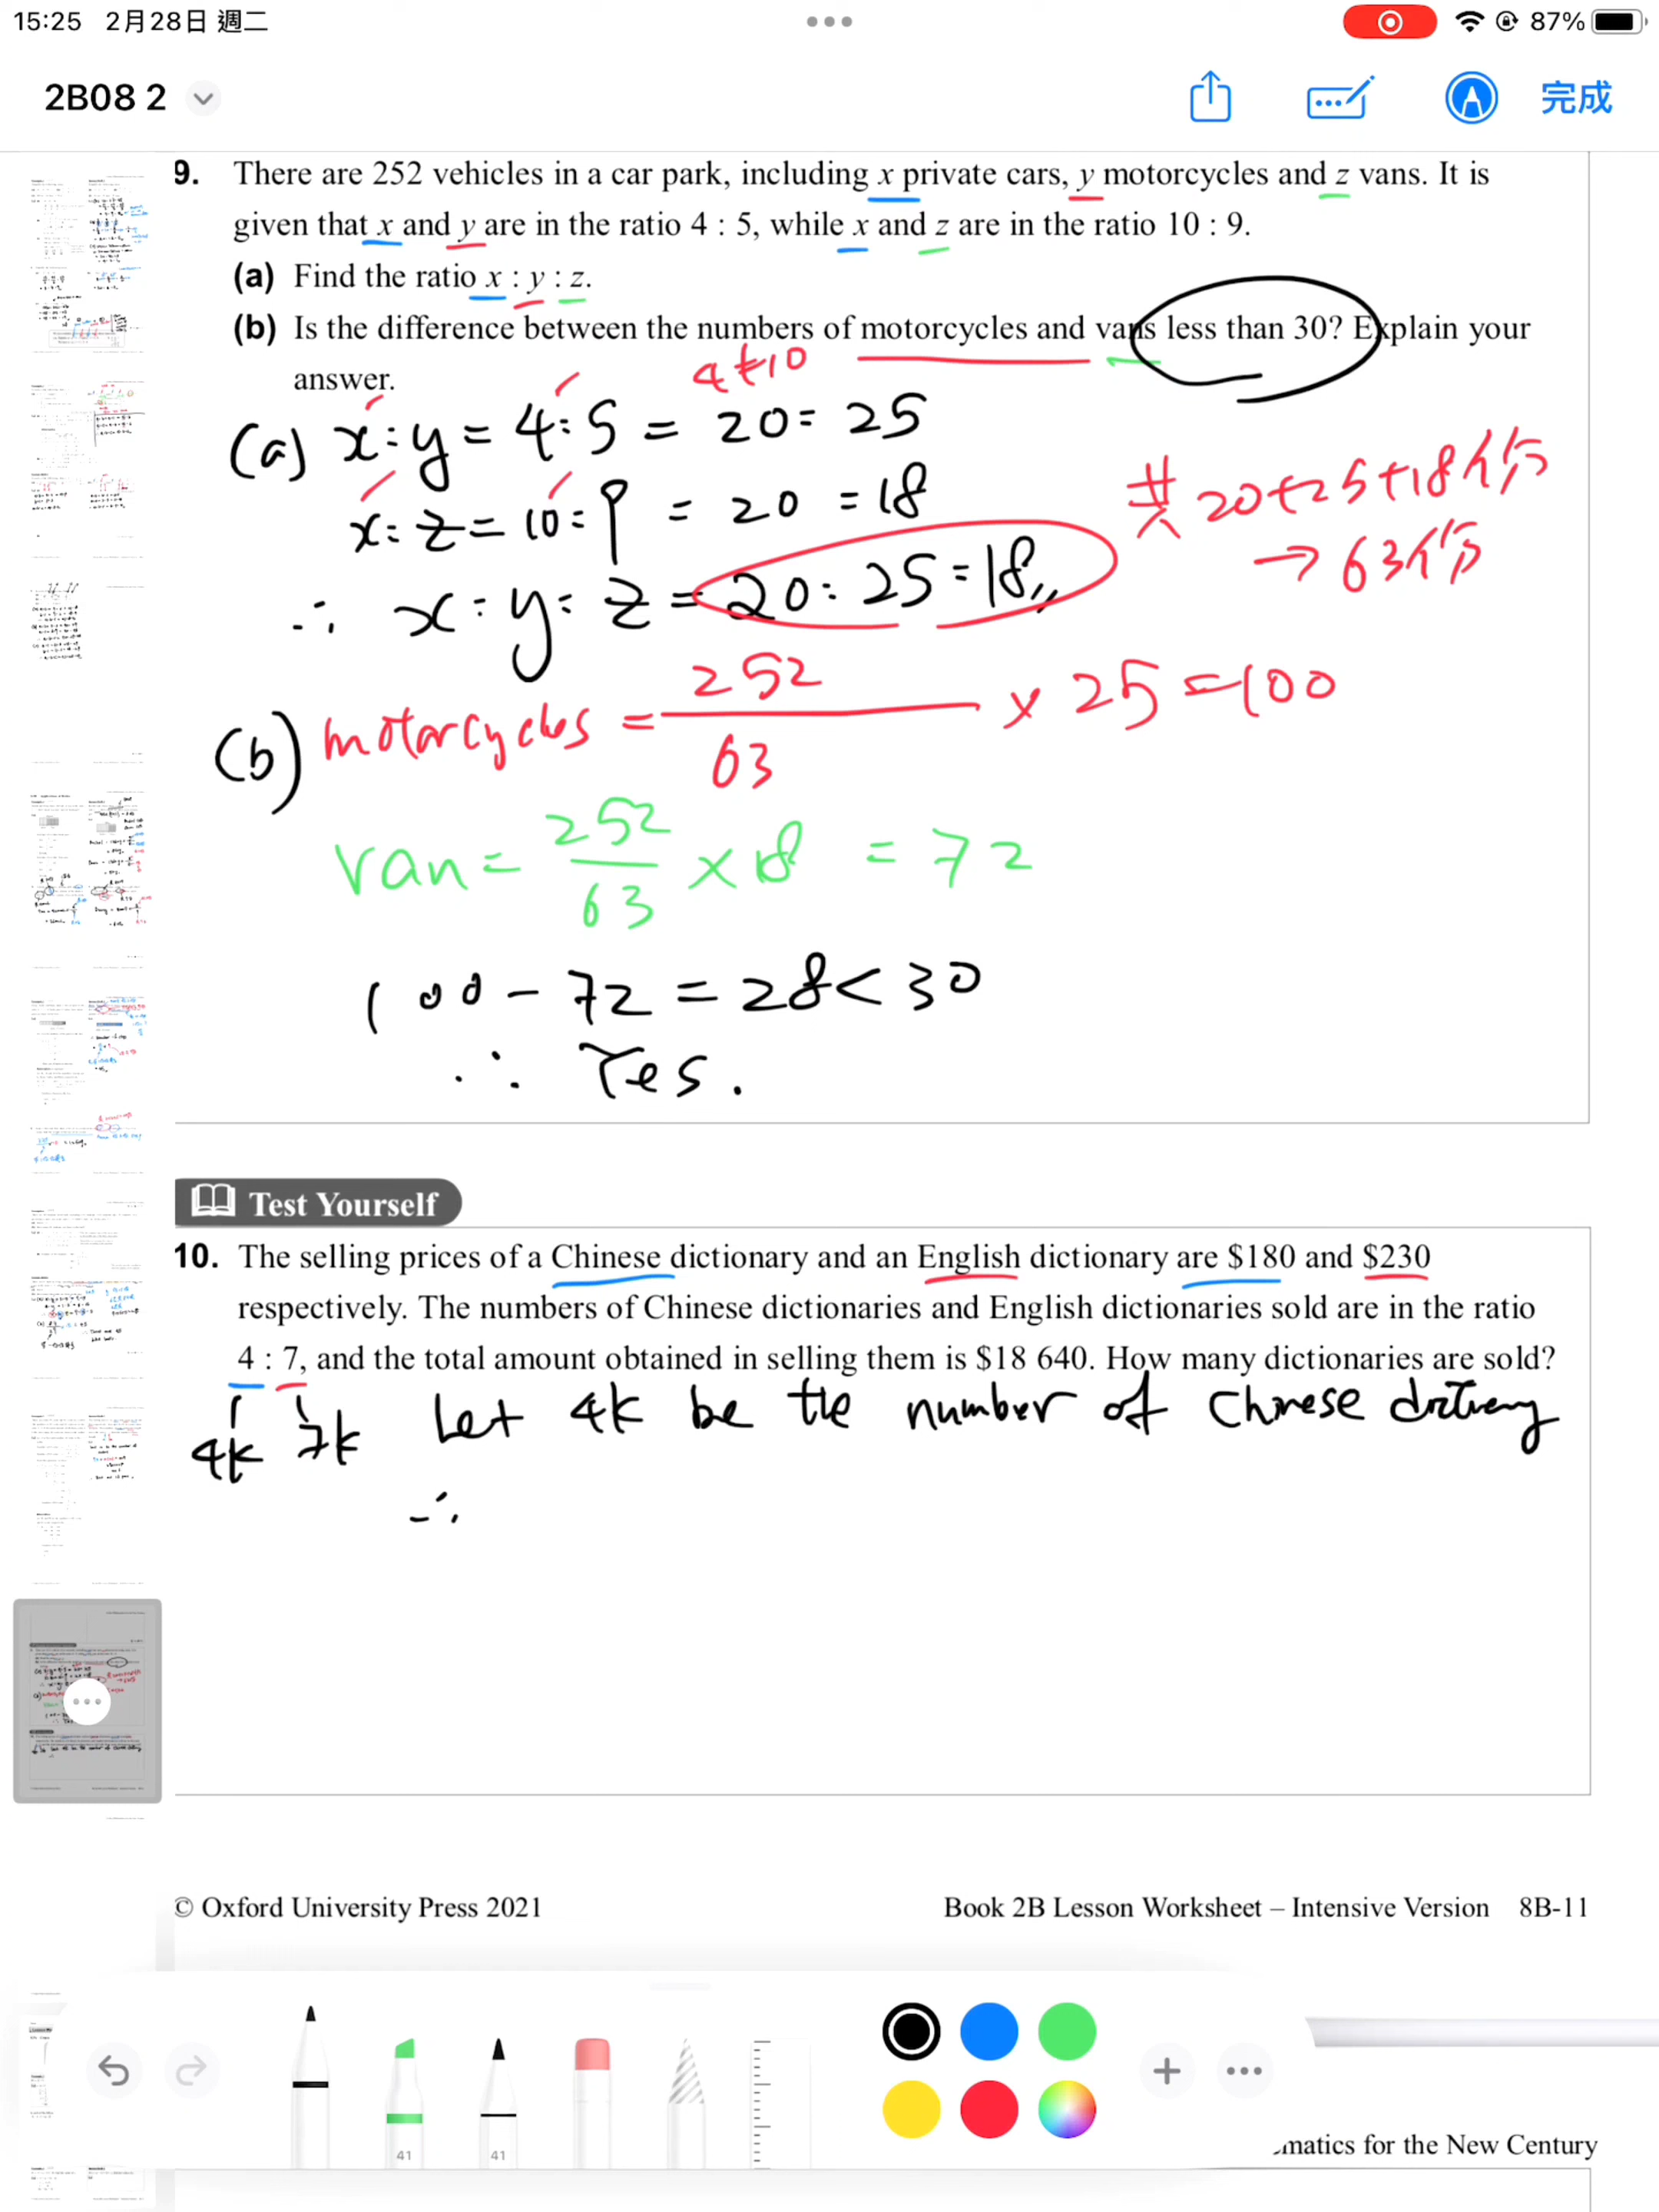 15:25 2月28日 週二
87%
2B08 2
完成
9. There are 252 vehicles in a car park, including x private cars, y motorcycles and z vans. It is
given that x and y are in the ratio 4 : 5, while x and z are in the ratio 10 : 9.
(a) Find the ratio x : y : z.
(b) Is the difference between the numbers of motorcycles and vans less than 30? Explain your
answer.
(a) x:y = 4:5 = 20:25
x:z = 10:9 = 20:18
共 20+25+18份
→ 63份
∴ x:y:z = 20:25:18
(b) motorcycles = 252/63 × 25 = 100
van = 252/63 × 18 = 72
100 - 72 = 28 < 30
∴ Yes.
Test Yourself
10. The selling prices of a Chinese dictionary and an English dictionary are $180 and $230
respectively. The numbers of Chinese dictionaries and English dictionaries sold are in the ratio
4 : 7, and the total amount obtained in selling them is $18 640. How many dictionaries are sold?
4k 7k Let 4k be the number of Chinese
∴
© Oxford University Press 2021
Book 2B Lesson Worksheet – Intensive Version 8B-11
41
41
matics for the New Century